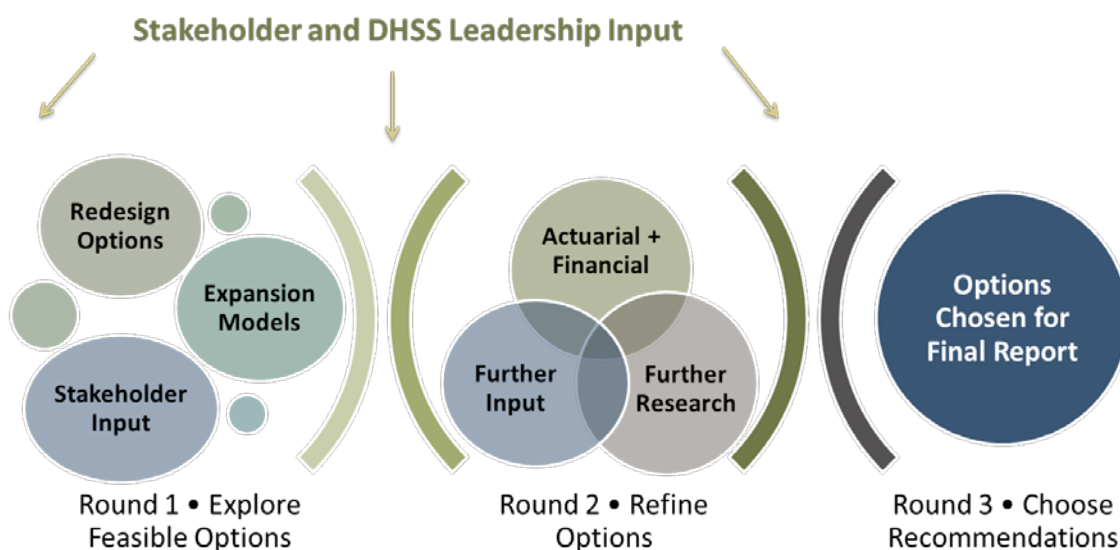 Stakeholder and DHSS Leadership Input
Redesign
Options
Expansion
Models
Stakeholder
Input
Actuarial +
Financial
Further
Input
Further
Research
Options
Chosen for
Final Report
Round 1 • Explore
Feasible Options
Round 2 • Refine
Options
Round 3 • Choose
Recommendations